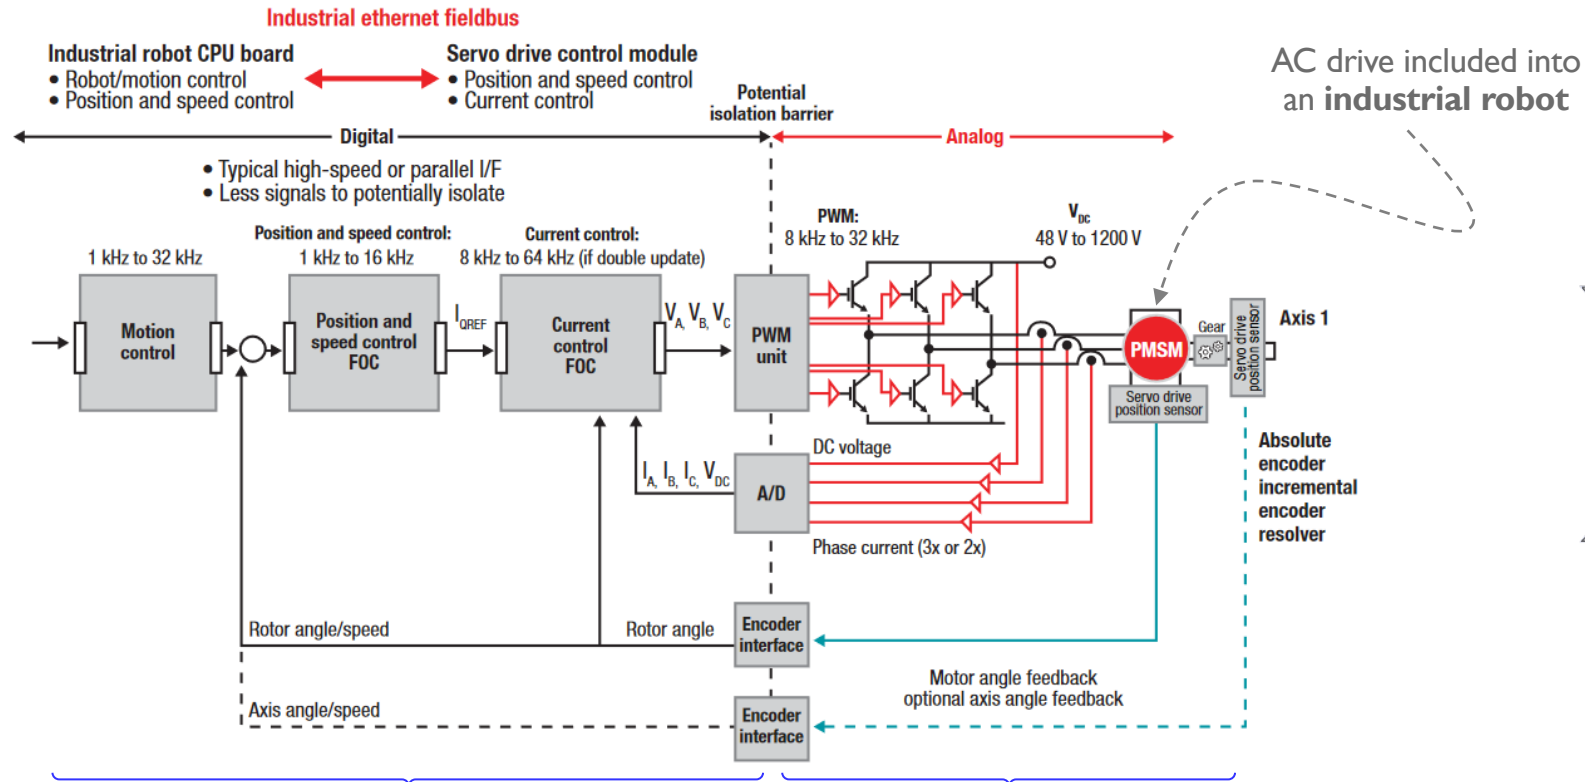 Industrial ethernet fieldbus
Industrial robot CPU board
• Robot/motion control
• Position and speed control
Servo drive control module
• Position and speed control
• Current control
Potential
isolation barrier
AC drive included into
an industrial robot
Digital
Analog
• Typical high-speed or parallel I/F
• Less signals to potentially isolate
1 kHz to 32 kHz
Position and speed control:
1 kHz to 16 kHz
Current control:
8 kHz to 64 kHz (if double update)
PWM:
8 kHz to 32 kHz
VDC
48 V to 1200 V
Motion
control
Position and
speed control
FOC
IQREF
Current
control
FOC
VA, VB, VC
PWM
unit
PMSM
Gear
Servo drive
position sensor
Axis 1
Servo drive
position sensor
IA, IB, IC, VDC
A/D
DC voltage
Phase current (3x or 2x)
Absolute
encoder
incremental
encoder
resolver
Rotor angle/speed
Rotor angle
Encoder
interface
Motor angle feedback
optional axis angle feedback
Axis angle/speed
Encoder
interface